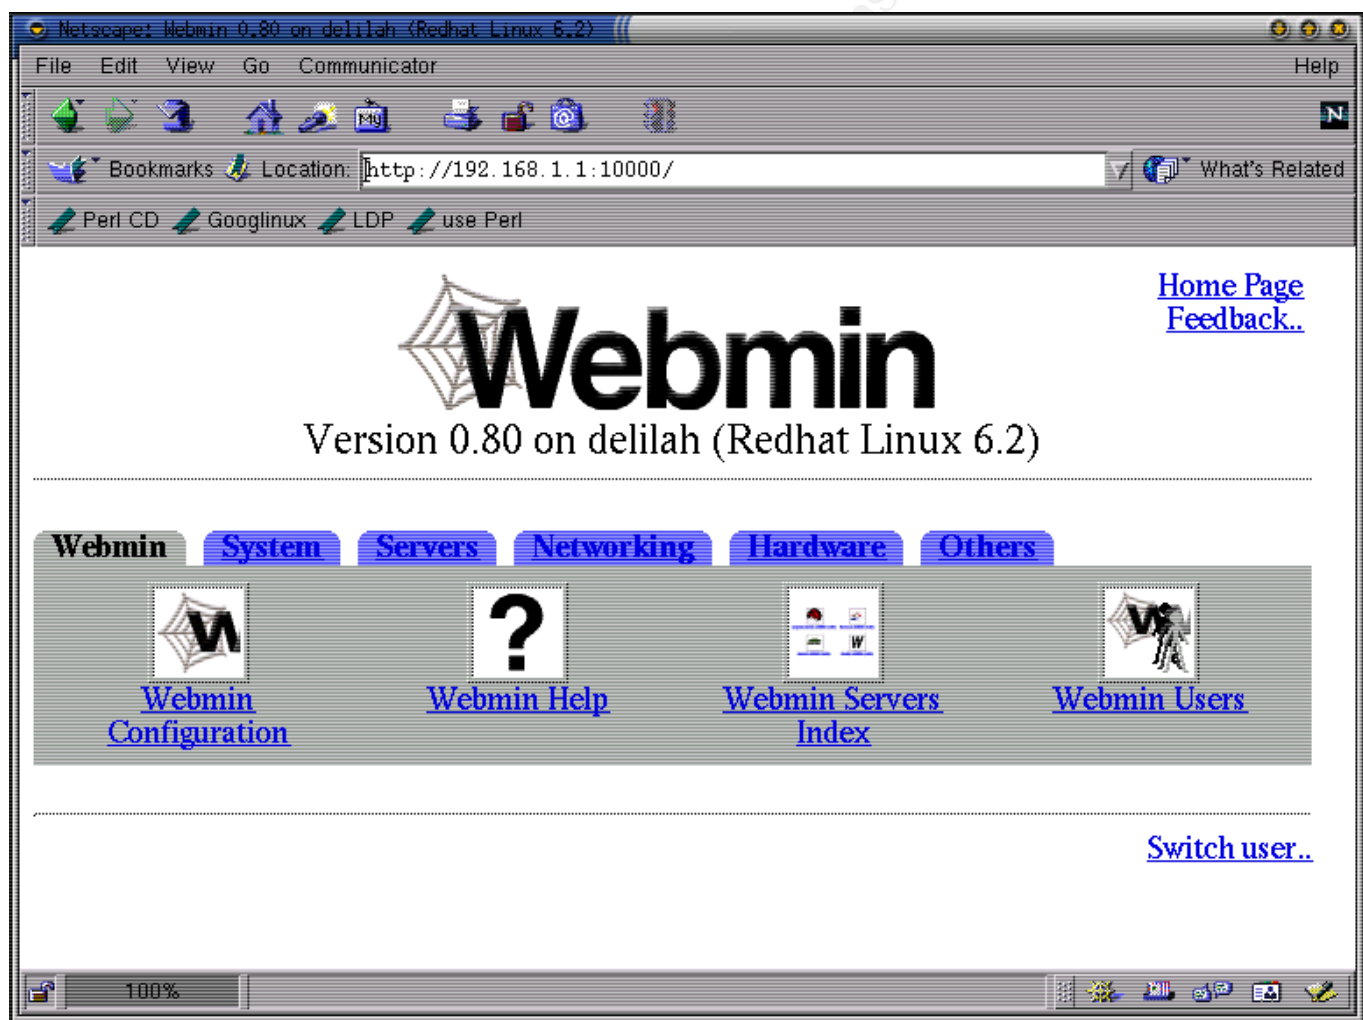 Netscape: Webmin 0.80 on delilah (Redhat Linux 6.2)
File Edit View Go Communicator Help
My
N
Bookmarks Location: http://192.168.1.1:10000/ What's Related
Perl CD Googlinux LDP use Perl
Home Page
Feedback..
Webmin
Version 0.80 on delilah (Redhat Linux 6.2)
Webmin System Servers Networking Hardware Others
W
?
W
W
Webmin Configuration
Webmin Help
Webmin Servers Index
Webmin Users
Switch user..
100%